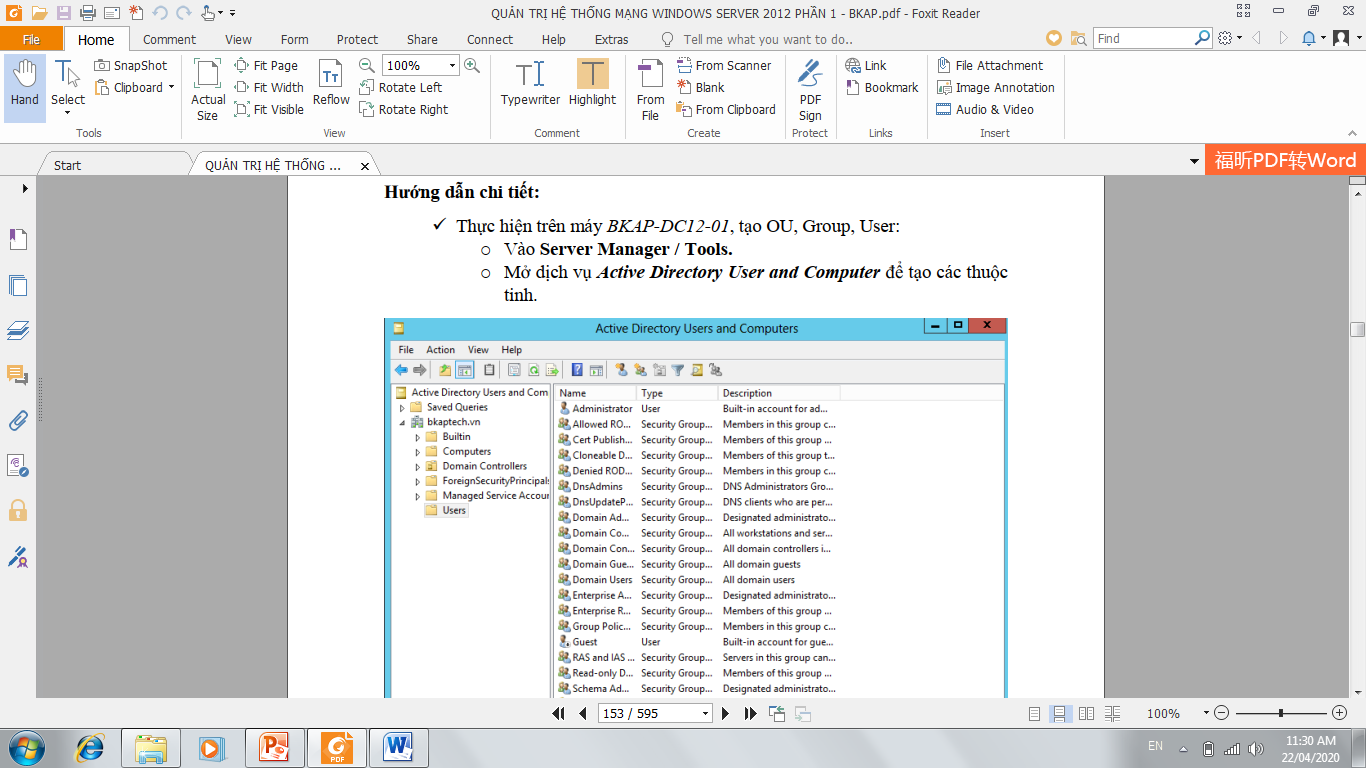 QUẢN TRỊ HỆ THỐNG MẠNG WINDOWS SERVER 2012 PHẦN 1 - BKAP.pdf - Foxit Reader
File Home Comment View Form Protect Share Connect Help Extras Tell me what you want to do.. Find
Hand
Select
SnapShot
Clipboard
Tools
Actual
Size
Fit Page
Fit Width
Fit Visible
Reflow
100%
Rotate Left
Rotate Right
View
Typewriter
Highlight
Comment
From
File
From Scanner
Blank
From Clipboard
Create
PDF
Sign
Protect
Link
Bookmark
Links
File Attachment
Image Annotation
Audio & Video
Insert
Start
QUẢN TRỊ HỆ THỐNG ...
福昕PDF转Word
Hướng dẫn chi tiết:
Thực hiện trên máy BKAP-DC12-01, tạo OU, Group, User:
Vào Server Manager / Tools.
Mở dịch vụ Active Directory User and Computer để tạo các thuộc
tinh.
Active Directory Users and Computers
File Action View Help
Active Directory Users and Com
Saved Queries
bkaptech.vn
Builtin
Computers
Domain Controllers
ForeignSecurityPrincipals
Managed Service Accoun
Users
Name Type Description
Administrator User Built-in account for ad...
Allowed RO... Security Group... Members in this group c...
Cert Publish... Security Group... Members of this group ...
Cloneable D... Security Group... Members of this group t...
Denied ROD... Security Group... Members in this group c...
DnsAdmins Security Group... DNS Administrators Gro...
DnsUpdateP... Security Group... DNS clients who are per...
Domain Ad... Security Group... Designated administrato...
Domain Co... Security Group... All workstations and ser...
Domain Con... Security Group... All domain controllers i...
Domain Gue... Security Group... All domain guests
Domain Users Security Group... All domain users
Enterprise A... Security Group... Designated administrato...
Enterprise R... Security Group... Members of this group ...
Group Polic... Security Group... Members in this group c...
Guest User Built-in account for gue...
RAS and IAS ... Security Group... Servers in this group can...
Read-only D... Security Group... Members of this group ...
Schema Ad... Security Group... Designated administrato...
153 / 595
100%
EN
11:30 AM
22/04/2020